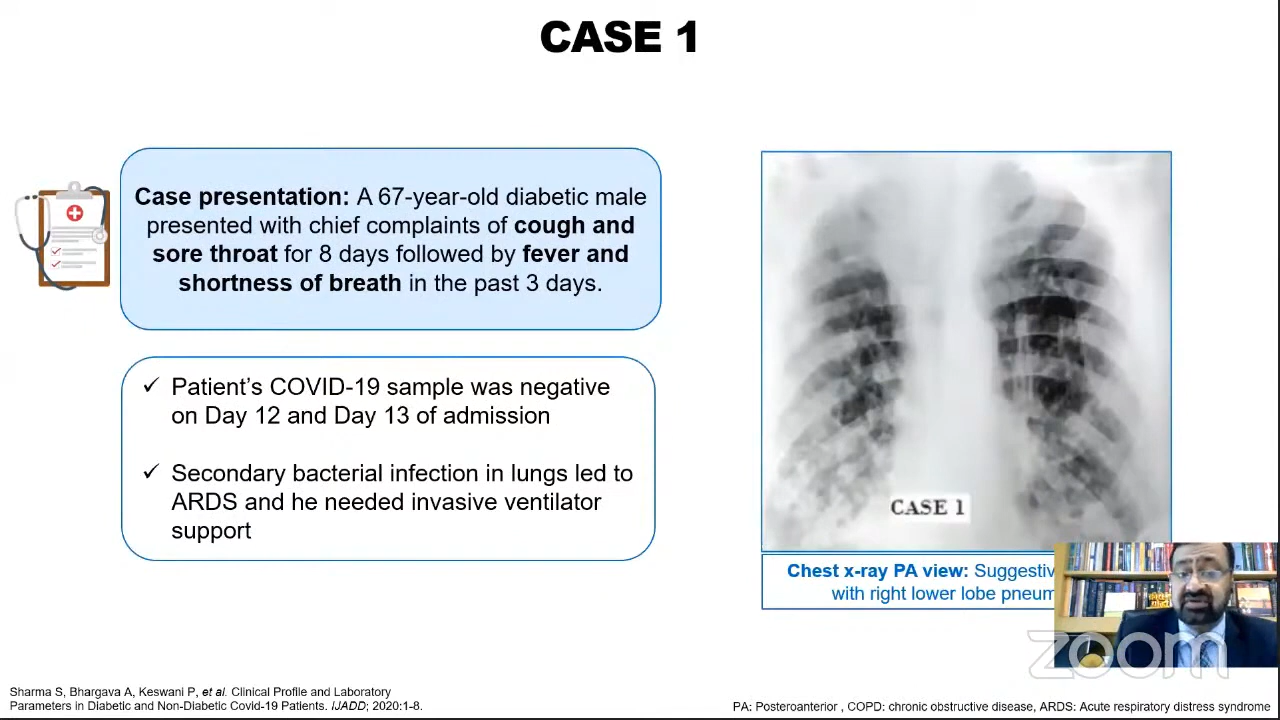 CASE 1
Case presentation: A 67-year-old diabetic male
presented with chief complaints of cough and
sore throat for 8 days followed by fever and
shortness of breath in the past 3 days.
✓ Patient's COVID-19 sample was negative
on Day 12 and Day 13 of admission
✓ Secondary bacterial infection in lungs led to
ARDS and he needed invasive ventilator
support
CASE 1
Chest x-ray PA view: Suggestiv
with right lower lobe pneum
zoom
Sharma S, Bhargava A, Keswani P, et al. Clinical Profile and Laboratory
Parameters in Diabetic and Non-Diabetic Covid-19 Patients. IJADD; 2020:1-8.
PA: Posteroanterior , COPD: chronic obstructive disease, ARDS: Acute respiratory distress syndrome